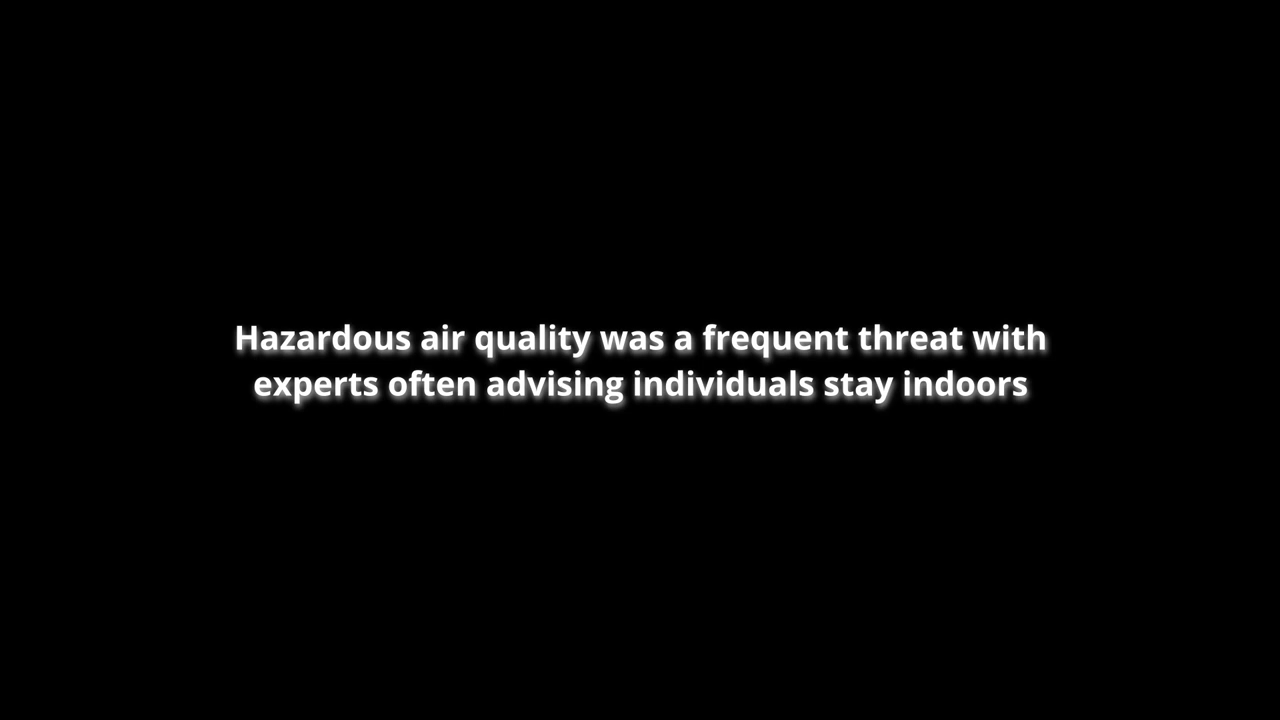 Hazardous air quality was a frequent threat with
experts often advising individuals stay indoors